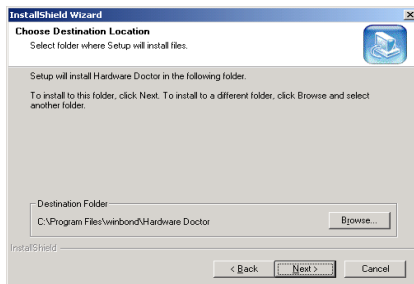 InstallShield Wizard
Choose Destination Location
Select folder where Setup will install files.
Setup will install Hardware Doctor in the following folder.
To install to this folder, click Next. To install to a different folder, click Browse and select
another folder.
Destination Folder
C:\Program Files\winbond\Hardware Doctor
Browse...
InstallShield
< Back
Next >
Cancel